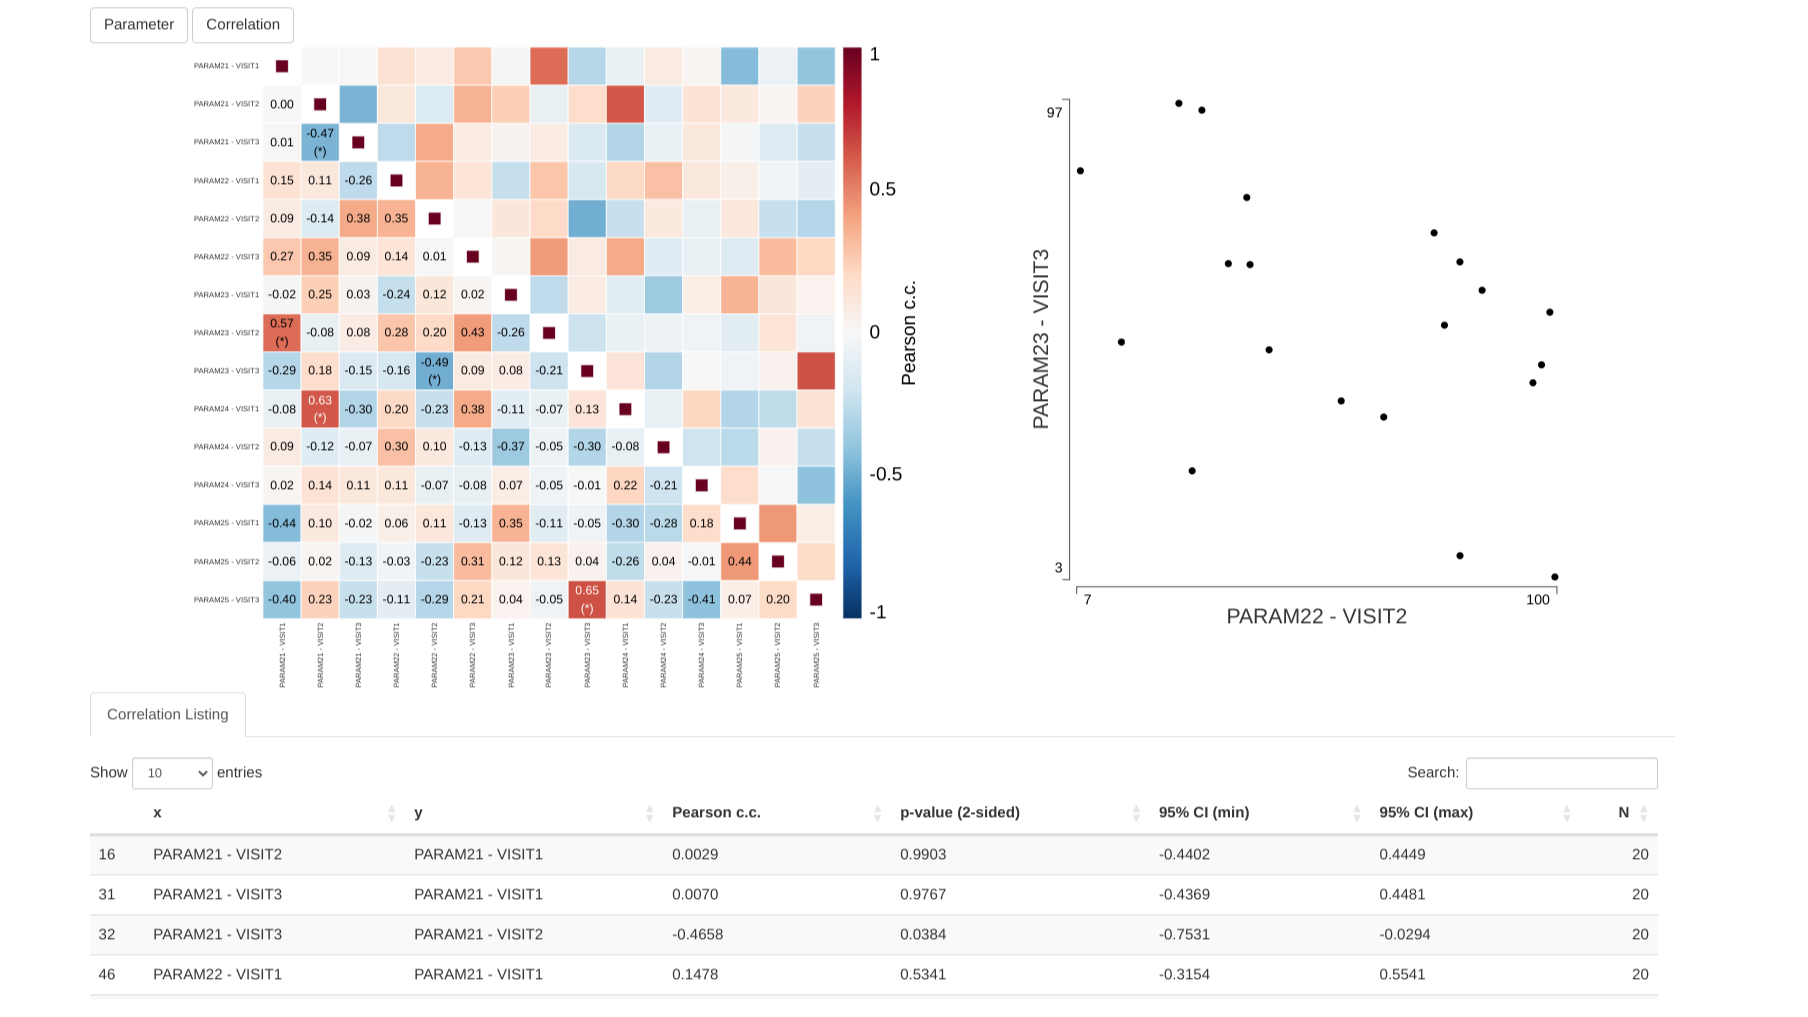 Parameter Correlation
PARAM21 - VISIT1
PARAM21 - VISIT2 0.00
PARAM21 - VISIT3 0.01 -0.47 (*)
PARAM22 - VISIT1 0.15 0.11 -0.26
PARAM22 - VISIT2 0.09 -0.14 0.38 0.35
PARAM22 - VISIT3 0.27 0.35 0.09 0.14 0.01
PARAM23 - VISIT1 -0.02 0.25 0.03 -0.24 0.12 0.02
PARAM23 - VISIT2 0.57 (*) -0.08 0.08 0.28 0.20 0.43 -0.26
PARAM23 - VISIT3 -0.29 0.18 -0.15 -0.16 -0.49 (*) 0.09 0.08 -0.21
PARAM24 - VISIT1 -0.08 0.63 (*) -0.30 0.20 -0.23 0.38 -0.11 -0.07 0.13
PARAM24 - VISIT2 0.09 -0.12 -0.07 0.30 0.10 -0.13 -0.37 -0.05 -0.30 -0.08
PARAM24 - VISIT3 0.02 0.14 0.11 0.11 -0.07 -0.08 0.07 -0.05 -0.01 0.22 -0.21
PARAM25 - VISIT1 -0.44 0.10 -0.02 0.06 0.11 -0.13 0.35 -0.11 -0.05 -0.30 -0.28 0.18
PARAM25 - VISIT2 -0.06 0.02 -0.13 -0.03 -0.23 0.31 0.12 0.13 0.04 -0.26 0.04 -0.01 0.44
PARAM25 - VISIT3 -0.40 0.23 -0.23 -0.11 -0.29 0.21 0.04 -0.05 0.65 (*) 0.14 -0.23 -0.41 0.07 0.20
PARAM21 - VISIT1
PARAM21 - VISIT2
PARAM21 - VISIT3
PARAM22 - VISIT1
PARAM22 - VISIT2
PARAM22 - VISIT3
PARAM23 - VISIT1
PARAM23 - VISIT2
PARAM23 - VISIT3
PARAM24 - VISIT1
PARAM24 - VISIT2
PARAM24 - VISIT3
PARAM25 - VISIT1
PARAM25 - VISIT2
PARAM25 - VISIT3
1
0.5
0
-0.5
-1
Pearson c.c.
97
3
PARAM23 - VISIT3
7 100
PARAM22 - VISIT2
Correlation Listing
Show 10 entries Search:
x y Pearson c.c. p-value (2-sided) 95% CI (min) 95% CI (max) N
16 PARAM21 - VISIT2 PARAM21 - VISIT1 0.0029 0.9903 -0.4402 0.4449 20
31 PARAM21 - VISIT3 PARAM21 - VISIT1 0.0070 0.9767 -0.4369 0.4481 20
32 PARAM21 - VISIT3 PARAM21 - VISIT2 -0.4658 0.0384 -0.7531 -0.0294 20
46 PARAM22 - VISIT1 PARAM21 - VISIT1 0.1478 0.5341 -0.3154 0.5541 20